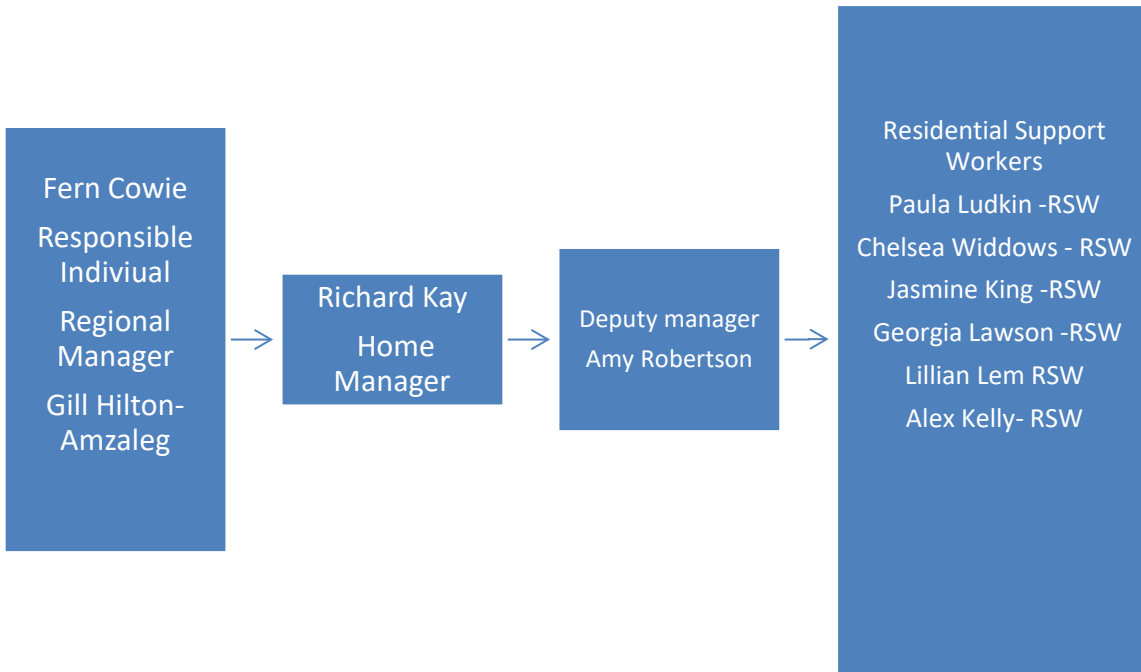 Fern Cowie
Responsible
Indiviual
Regional
Manager
Gill Hilton-
Amzaleg
Richard Kay
Home
Manager
Deputy manager
Amy Robertson
Residential Support
Workers
Paula Ludkin -RSW
Chelsea Widdows - RSW
Jasmine King -RSW
Georgia Lawson -RSW
Lillian Lem RSW
Alex Kelly- RSW